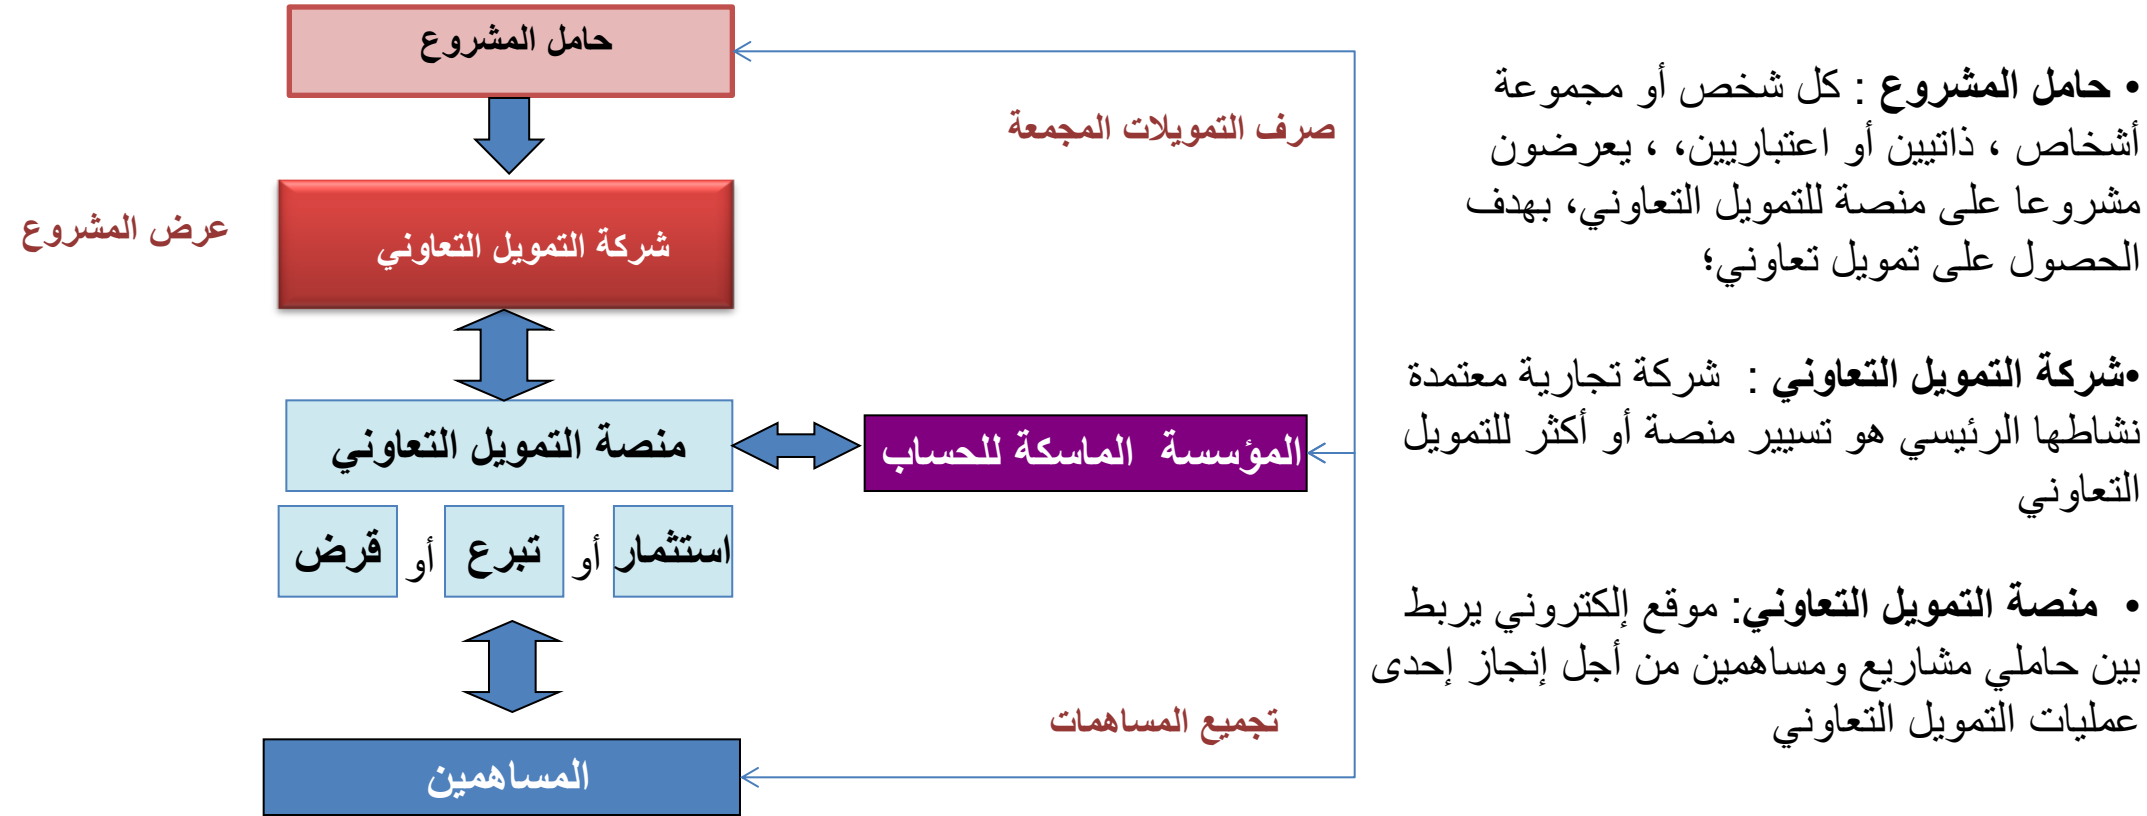 حامل المشروع
صرف التمويلات المجمعة
عرض المشروع
شركة التمويل التعاوني
منصة التمويل التعاوني
المؤسسة الماسكة للحساب
استثمار أو تبرع أو قرض
تجميع المساهمات
المساهمين
• حامل المشروع : كل شخص أو مجموعة
أشخاص ، ذاتيين أو اعتباريين، ، يعرضون
مشروعا على منصة للتمويل التعاوني، بهدف
الحصول على تمويل تعاوني؛
•شركة التمويل التعاوني : شركة تجارية معتمدة
نشاطها الرئيسي هو تسيير منصة أو أكثر للتمويل
التعاوني
• منصة التمويل التعاوني: موقع إلكتروني يربط
بين حاملي مشاريع ومساهمين من أجل إنجاز إحدى
عمليات التمويل التعاوني